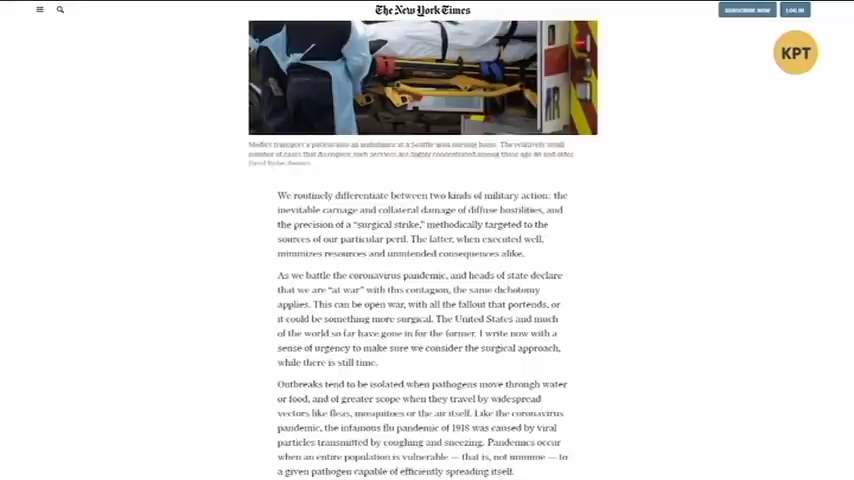 The New York Times
SUBSCRIBE NOW
LOG IN
KPT
Medics transport a patient into an ambulance at a Seattle-area nursing home. The relatively small
number of cases that do require such services are highly concentrated among those age 60 and older.
We routinely differentiate between two kinds of military action: the
inevitable carnage and collateral damage of diffuse hostilities, and
the precision of a “surgical strike,” methodically targeted to the
sources of our particular peril. The latter, when executed well,
minimizes resources and unintended consequences alike.
As we battle the coronavirus pandemic, and heads of state declare
that we are “at war” with this contagion, the same dichotomy
applies. This can be open war, with all the fallout that portends, or
it could be something more surgical. The United States and much
of the world so far have gone in for the former. I write now with a
sense of urgency to make sure we consider the surgical approach,
while there is still time.
Outbreaks tend to be isolated when pathogens move through water
or food, and of greater scope when they travel by widespread
vectors like fleas, mosquitoes or the air itself. Like the coronavirus
pandemic, the infamous flu pandemic of 1918 was caused by viral
particles transmitted by coughing and sneezing. Pandemics occur
when an entire population is vulnerable — that is, not immune — to
a given pathogen capable of efficiently spreading itself.